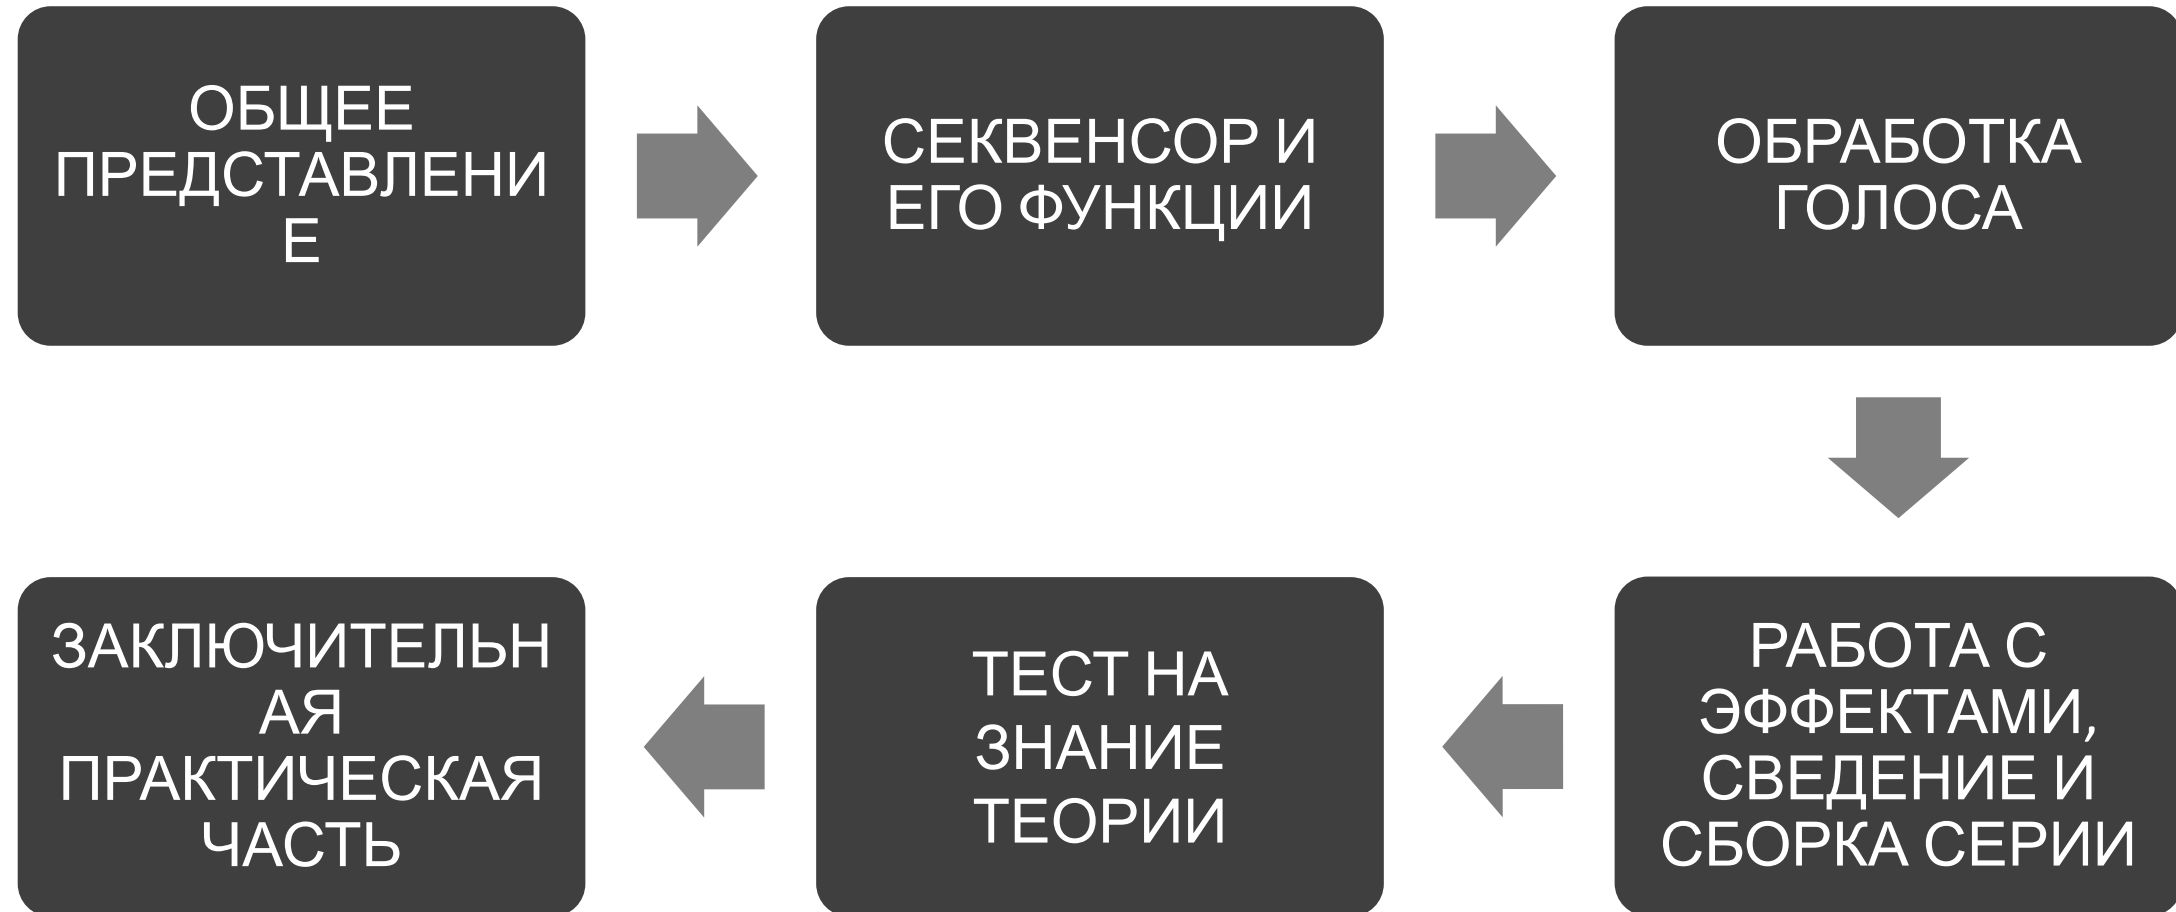 ОБЩЕЕ
ПРЕДСТАВЛЕНИ
Е
СЕКВЕНСОР И
ЕГО ФУНКЦИИ
ОБРАБОТКА
ГОЛОСА
РАБОТА С
ЭФФЕКТАМИ,
СВЕДЕНИЕ И
СБОРКА СЕРИИ
ТЕСТ НА
ЗНАНИЕ
ТЕОРИИ
ЗАКЛЮЧИТЕЛЬН
АЯ
ПРАКТИЧЕСКАЯ
ЧАСТЬ